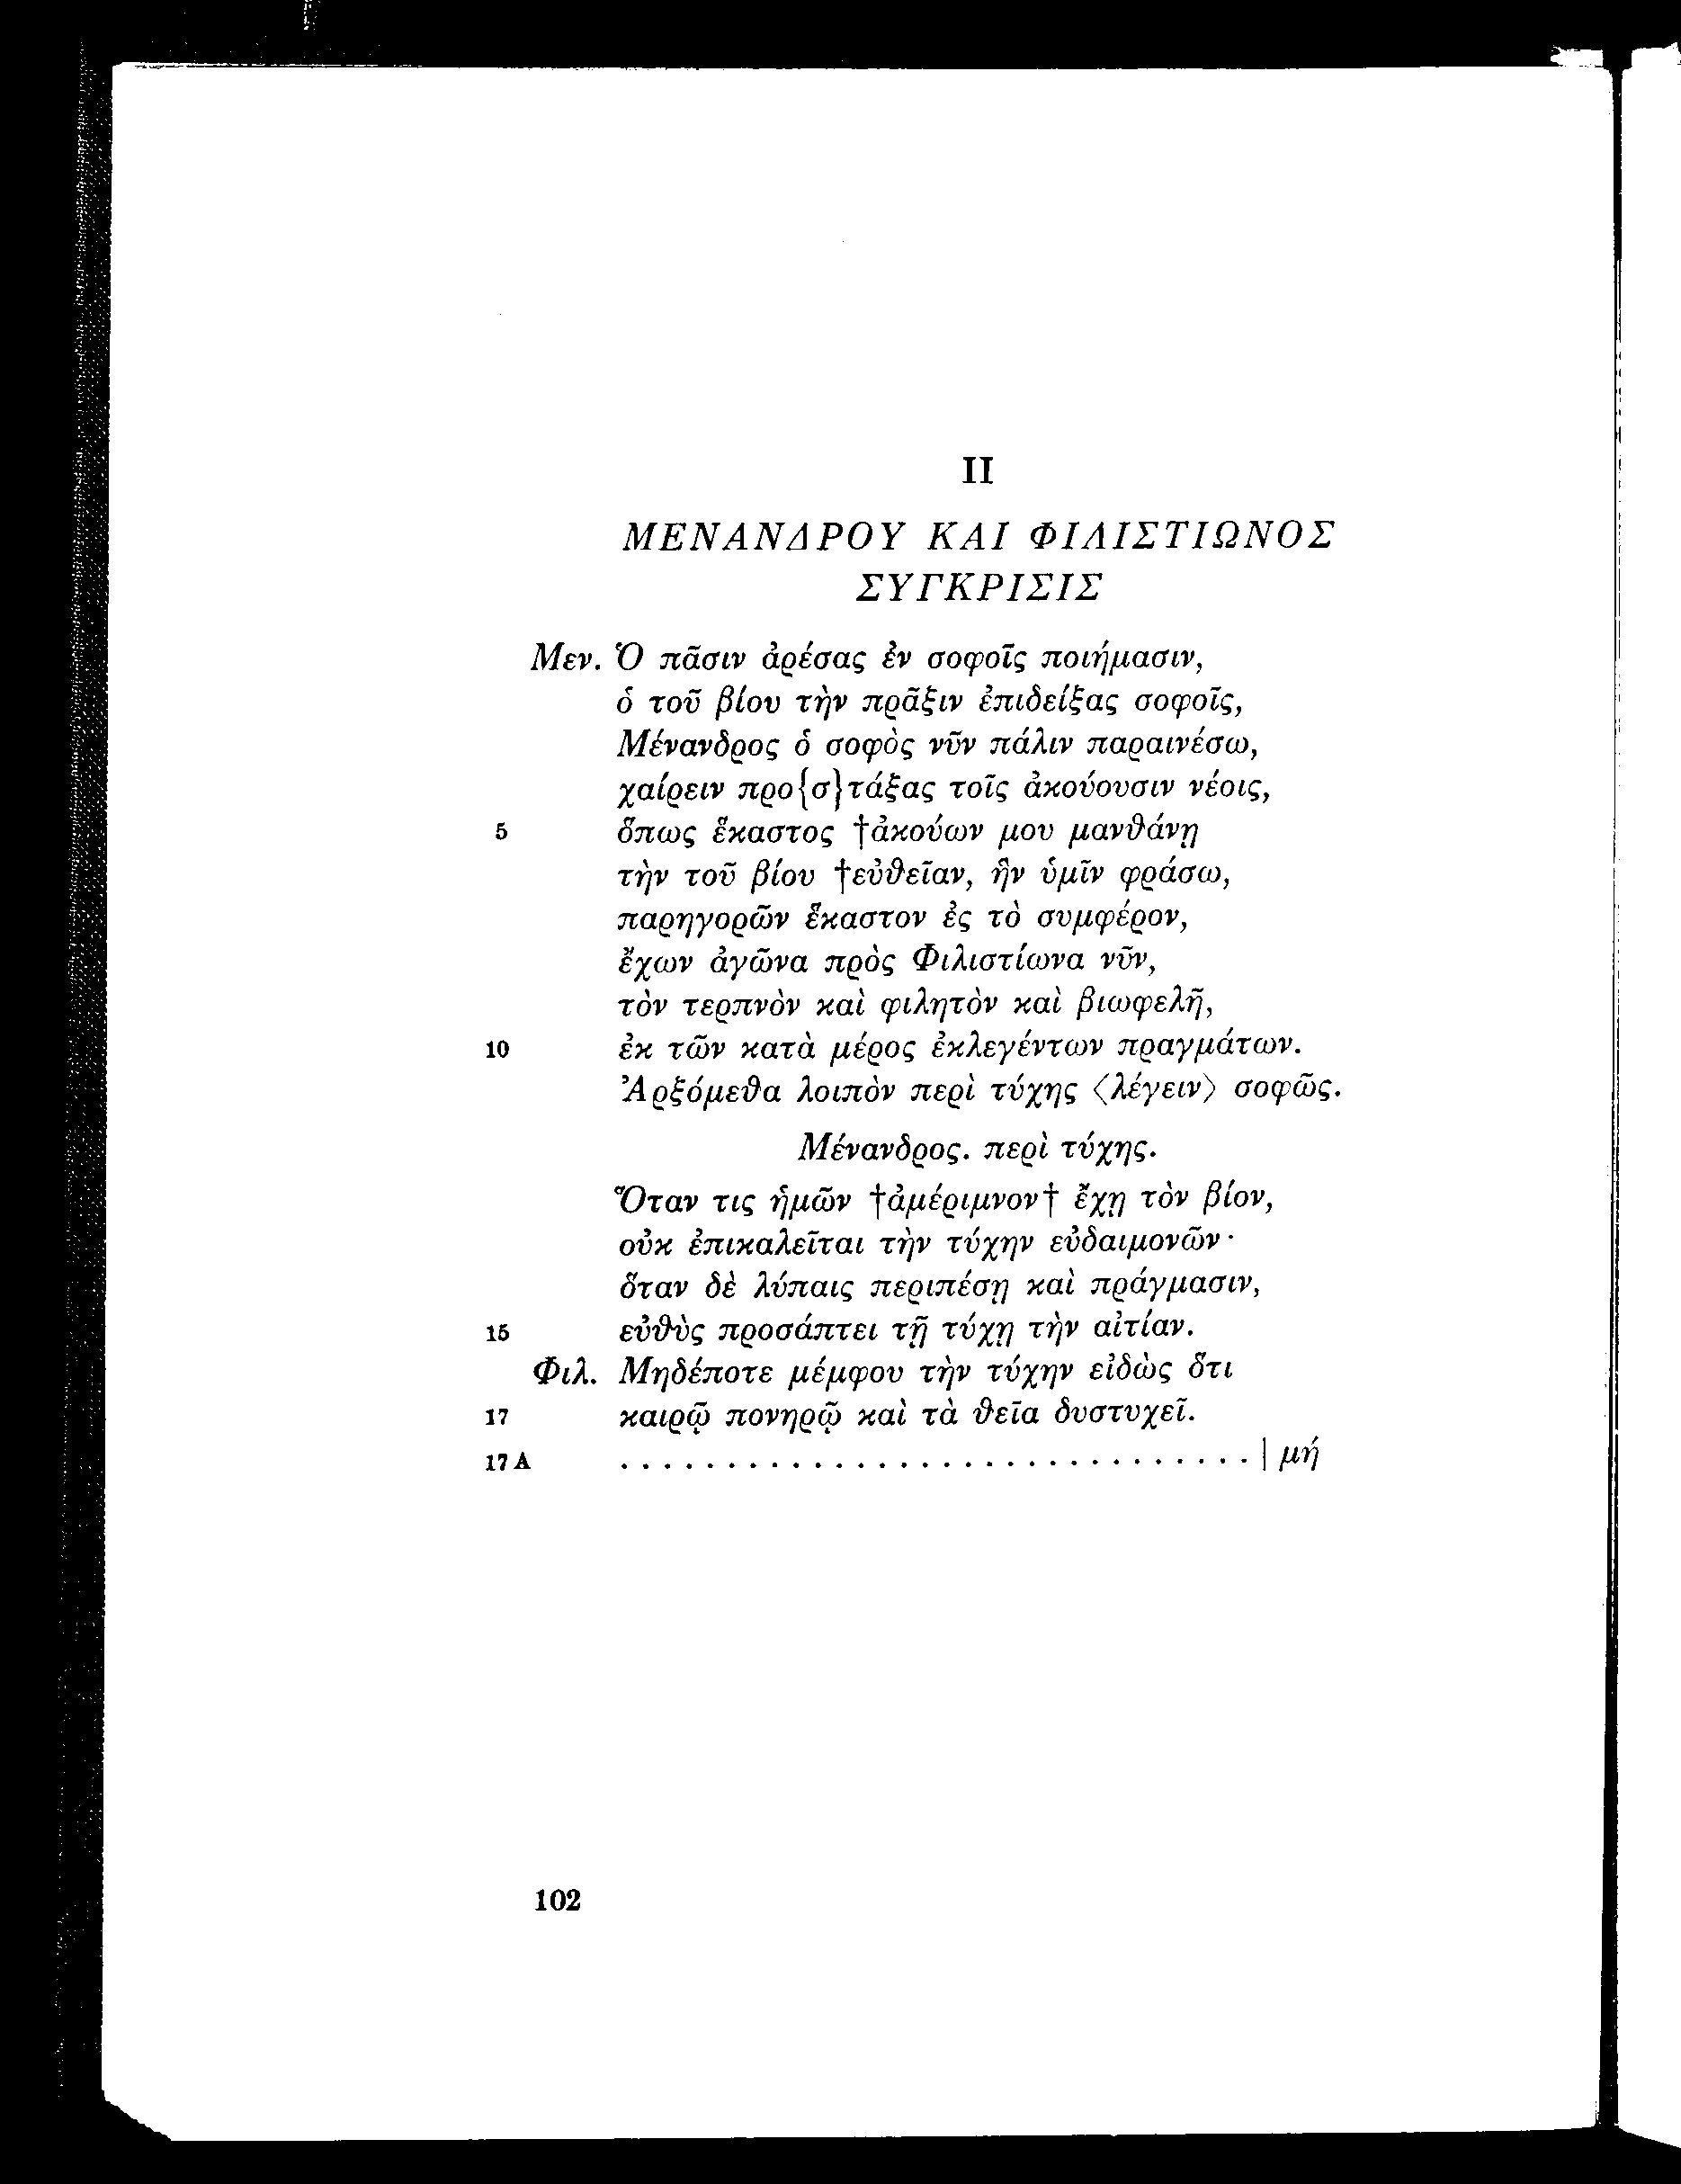 II
ΜΕΝΑΝΔΡΟΥ ΚΑΙ ΦΙΛΙΣΤΙΩΝΟΣ
ΣΥΓΚΡΙΣΙΣ
Μεν. Ὁ πᾶσιν ἀρέσας ἐν σοφοῖς ποιήμασιν,
ὁ τοῦ βίου τὴν πρᾶξιν ἐπιδείξας σοφοῖς,
Μένανδρος ὁ σοφὸς νῦν πάλιν παραινέσω,
χαίρειν προ{σ}τάξας τοῖς ἀκούουσιν νέοις,
5 ὅπως ἕκαστος †ἀκούων μου μανθάνῃ
τὴν τοῦ βίου †εὐθεῖαν, ἣν ὑμῖν φράσω,
παρηγορῶν ἕκαστον ἐς τὸ συμφέρον,
ἔχων ἀγῶνα πρὸς Φιλιστίωνα νῦν,
τὸν τερπνὸν καὶ φιλητὸν καὶ βιωφελῆ,
10 ἐκ τῶν κατὰ μέρος ἐκλεγέντων πραγμάτων.
Ἀρξόμεθα λοιπὸν περὶ τύχης ⟨λέγειν⟩ σοφῶς.
Μένανδρος. περὶ τύχης.
Ὅταν τις ἡμῶν †ἀμέριμνον† ἔχῃ τὸν βίον,
οὐκ ἐπικαλεῖται τὴν τύχην εὐδαιμονῶν·
ὅταν δὲ λύπαις περιπέσῃ καὶ πράγμασιν,
15 εὐθὺς προσάπτει τῇ τύχῃ τὴν αἰτίαν.
Φιλ. Μηδέποτε μέμφου τὴν τύχην εἰδὼς ὅτι
17 καιρῷ πονηρῷ καὶ τὰ θεῖα δυστυχεῖ.
17 A . . . . . . . . . . . . . . . . . . . . . . . . . . . . . . | μή
102